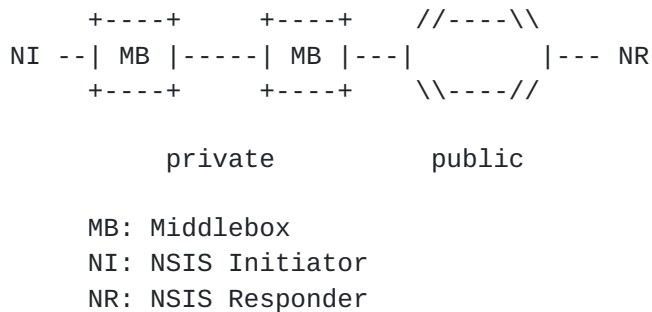 +----+     +----+    //----\\
NI --| MB |-----| MB |---|        |--- NR
     +----+     +----+    \\----//

          private          public

     MB: Middlebox
     NI: NSIS Initiator
     NR: NSIS Responder